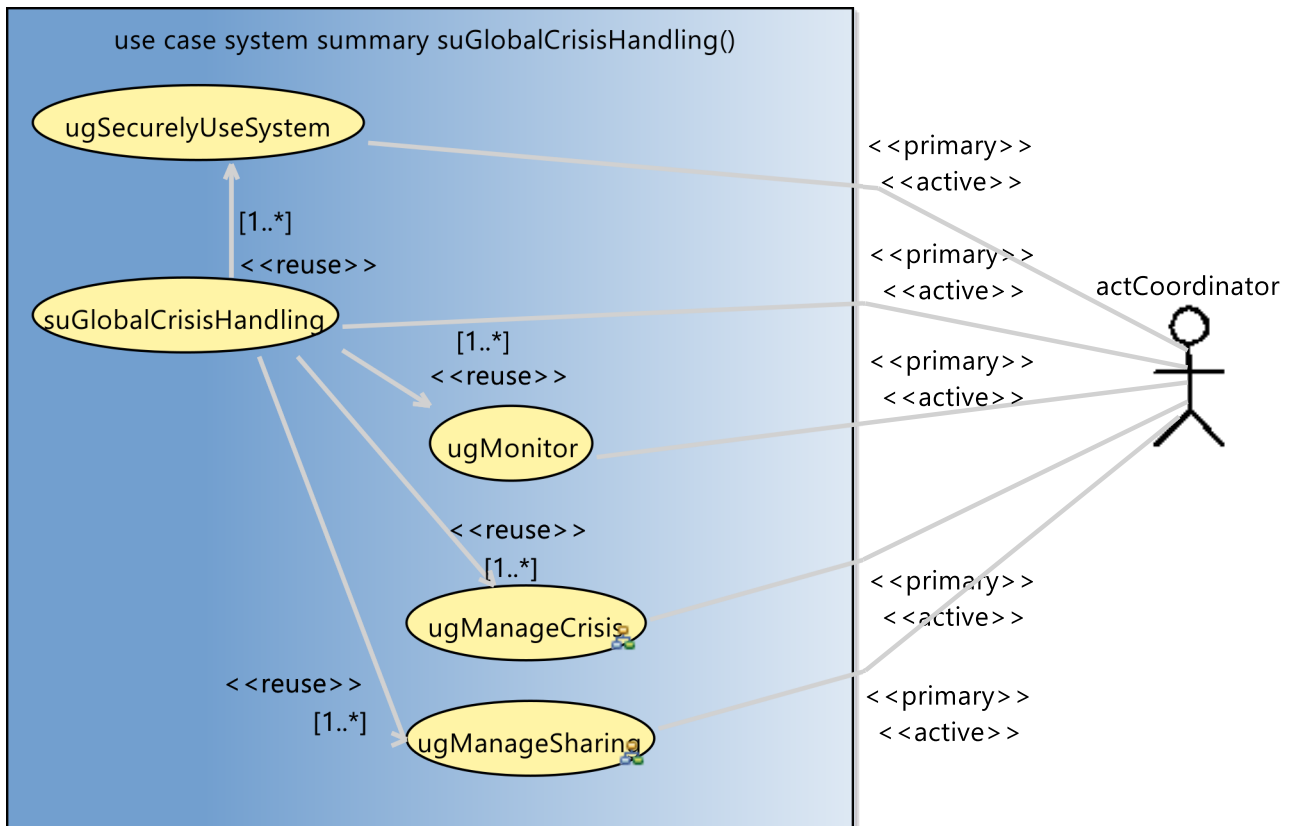 use case system summary suGlobalCrisisHandling()
ugSecurelyUseSystem
<<primary>>
<<active>>
[1..*]
<<reuse>>
<<primary>>
<<active>>
actCoordinator
suGlobalCrisisHandling
[1..*]
<<reuse>>
<<primary>>
<<active>>
ugMonitor
<<reuse>>
[1..*]
<<primary>>
<<active>>
ugManageCrisis
<<reuse>>
[1..*]
<<primary>>
<<active>>
ugManageSharing